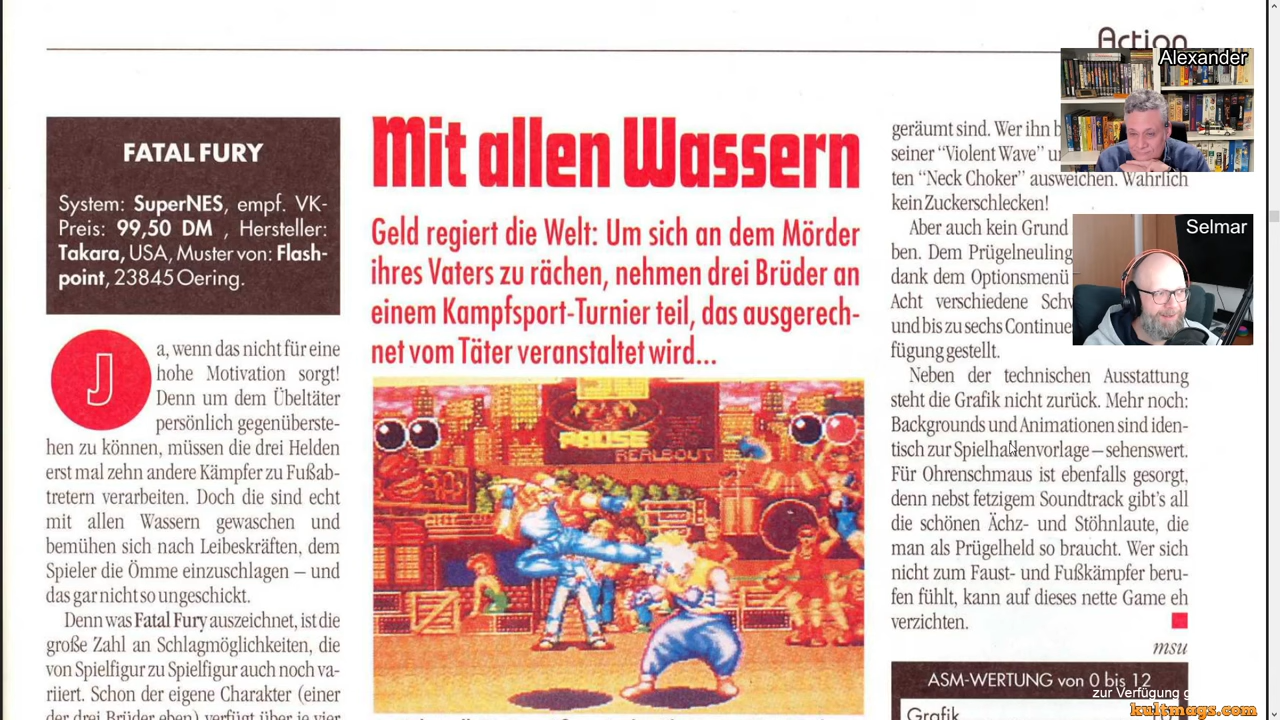 Action
Alexander
Selmar
FATAL FURY
System: SuperNES, empf. VK-
Preis: 99,50 DM , Hersteller:
Takara, USA, Muster von: Flash-
point, 23845 Oering.
Ja, wenn das nicht für eine
hohe Motivation sorgt!
Denn um dem Übeltäter
persönlich gegenüberste-
hen zu können, müssen die drei Helden
erst mal zehn andere Kämpfer zu Fußab-
tretern verarbeiten. Doch die sind echt
mit allen Wassern gewaschen und
bemühen sich nach Leibeskräften, dem
Spieler die Ömme einzuschlagen – und
das gar nicht so ungeschickt.
Denn was Fatal Fury auszeichnet, ist die
große Zahl an Schlagmöglichkeiten, die
von Spielfigur zu Spielfigur auch noch va-
riiert. Schon der eigene Charakter (einer
der drei Brüder eben) verfügt über je vier
Mit allen Wassern
Geld regiert die Welt: Um sich an dem Mörder
ihres Vaters zu rächen, nehmen drei Brüder an
einem Kampfsport-Turnier teil, das ausgerech-
net vom Täter veranstaltet wird...
PAUSE
REALBOUT
geräumt sind. Wer ihn b
seiner “Violent Wave” un
ten “Neck Choker” ausweichen. Wahrlich
kein Zuckerschlecken!
Aber auch kein Grund
ben. Dem Prügelneuling
dank dem Optionsmenü
Acht verschiedene Schw
und bis zu sechs Continues
fügung gestellt.
Neben der technischen Ausstattung
steht die Grafik nicht zurück. Mehr noch:
Backgrounds und Animationen sind iden-
tisch zur Spielhallenvorlage – sehenswert.
Für Ohrenschmaus ist ebenfalls gesorgt,
denn nebst fetzigem Soundtrack gibt's all
die schönen Ächz- und Stöhnlaute, die
man als Prügelheld so braucht. Wer sich
nicht zum Faust- und Fußkämpfer beru-
fen fühlt, kann auf dieses nette Game eh
verzichten.
msu
ASM-WERTUNG von 0 bis 12
Grafik
zur Verfügung g
kultmags.com